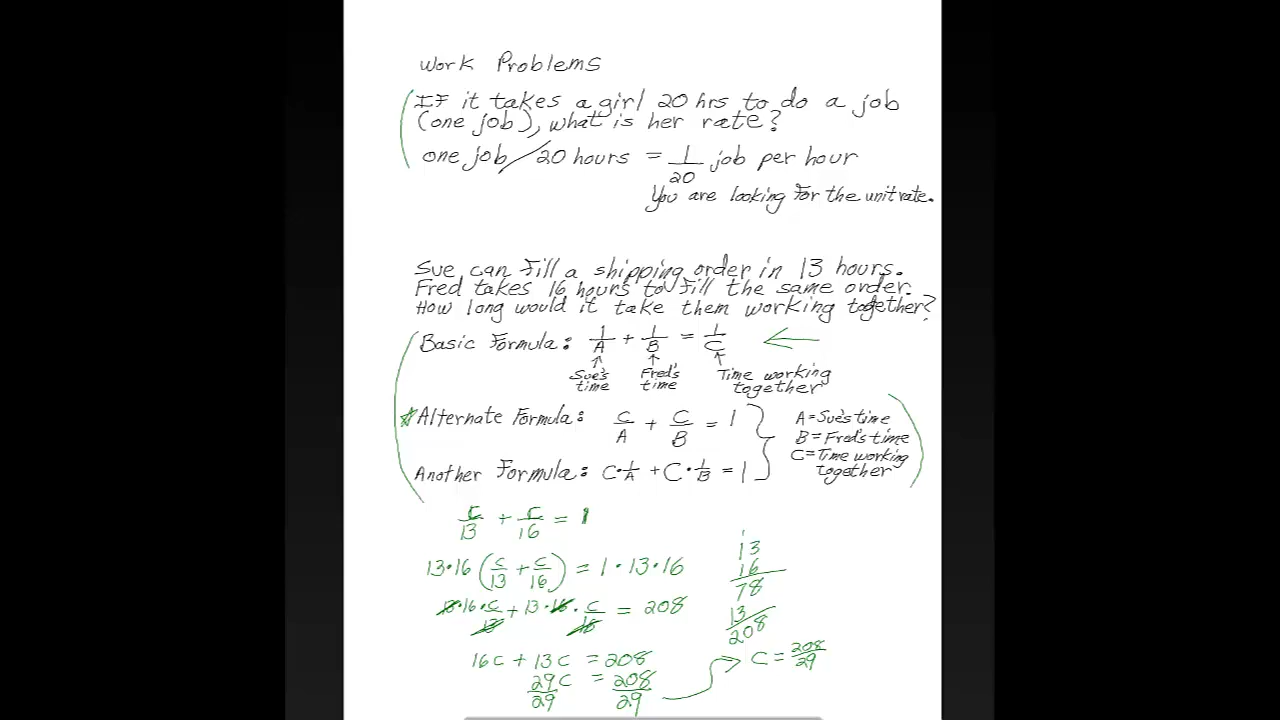 Work Problems
IF it takes a girl 20 hrs to do a job
(one job), what is her rate?
one job / 20 hours = 1/20 job per hour
You are looking for the unit rate.
Sue can fill a shipping order in 13 hours.
Fred takes 16 hours to fill the same order.
How long would it take them working together?
Basic Formula: 1/A + 1/B = 1/C ←
↑ Sue's time ↑ Fred's time ↑ Time working together
* Alternate Formula: C/A + C/B = 1
Another Formula: C·1/A + C·1/B = 1
A = Sue's time
B = Fred's time
C = Time working
together
C/13 + C/16 = 1
13·16 (C/13 + C/16) = 1·13·16
13·16·C/13 + 13·16·C/16 = 208
16C + 13C = 208
29C/29 = 208/29
1
13
16
78
13
208
C = 208/29